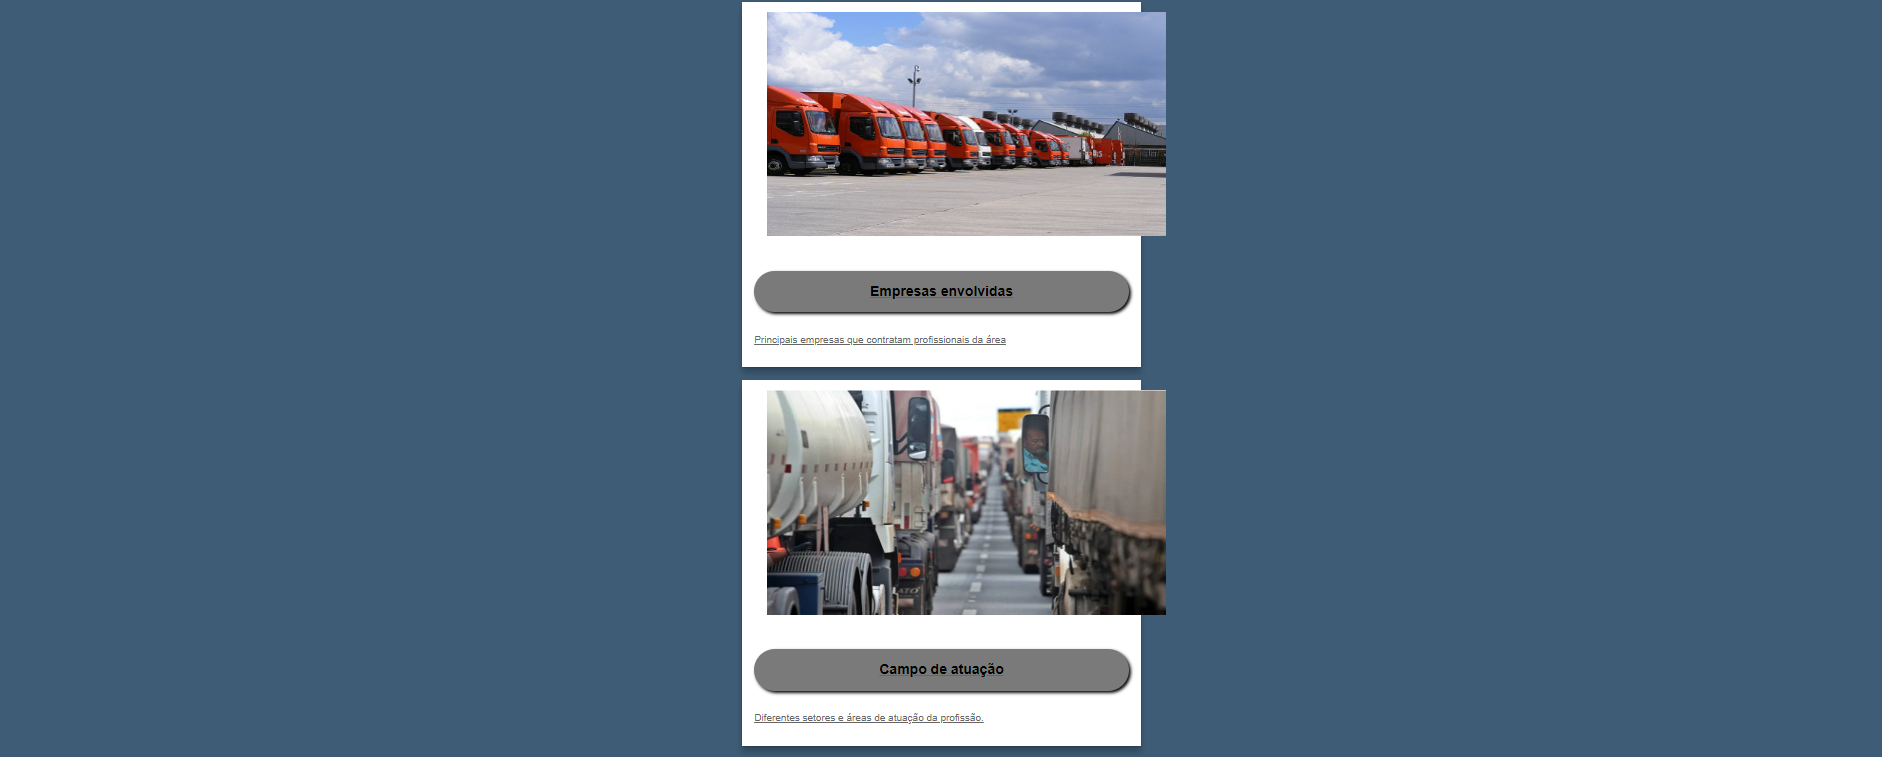 Empresas envolvidas
Principais empresas que contratam profissionais da área
Campo de atuação
Diferentes setores e áreas de atuação da profissão.